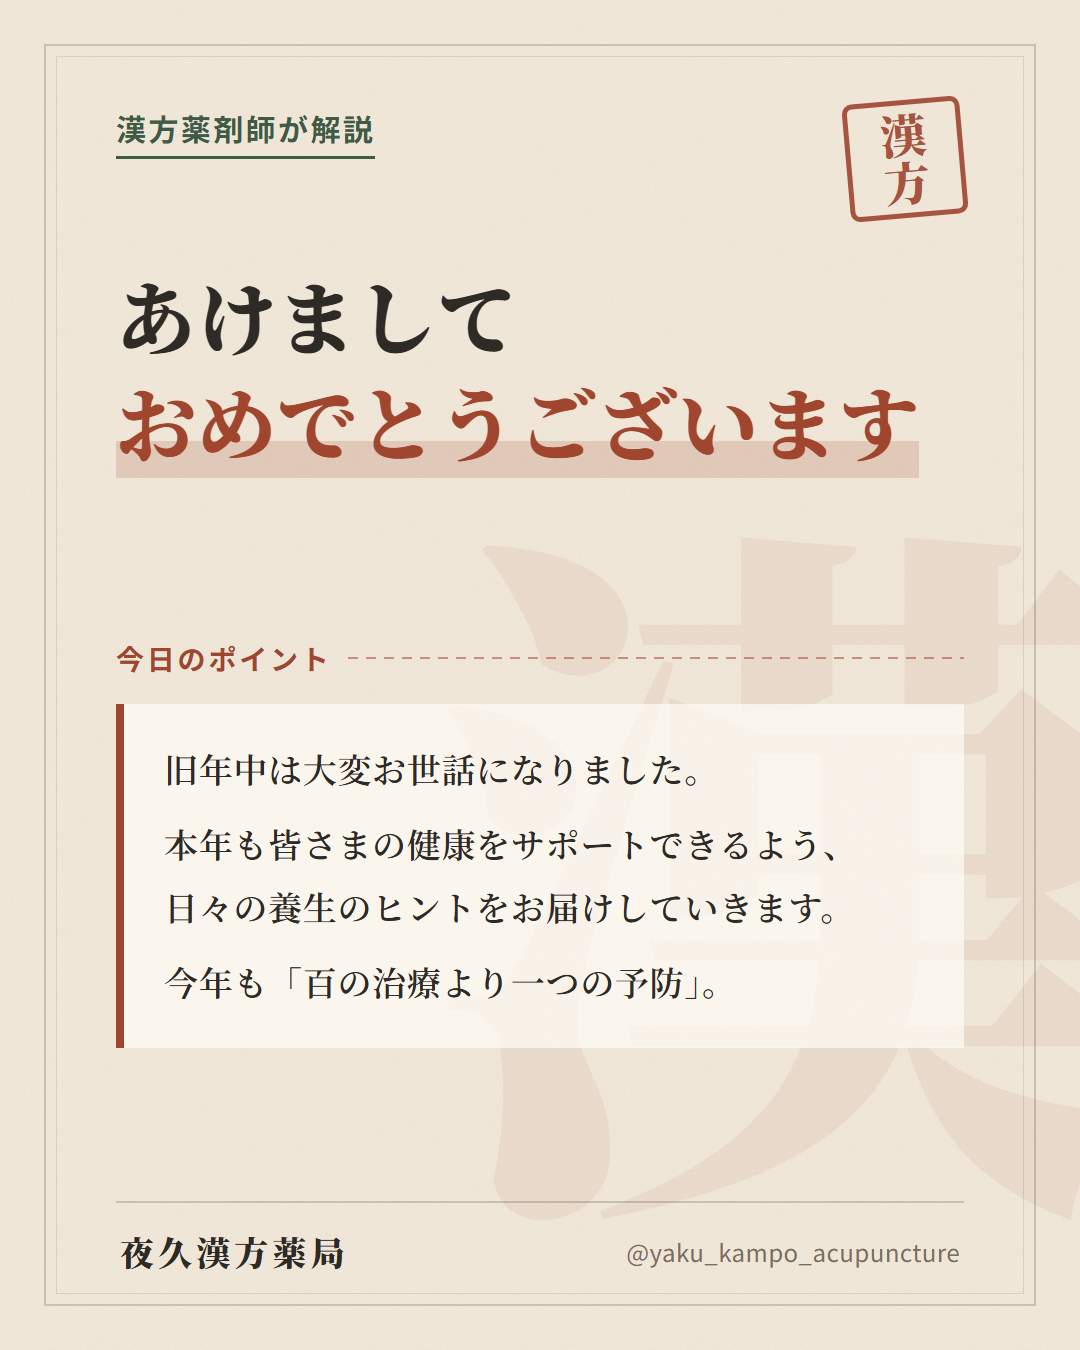 漢方薬剤師が解説
漢方
あけまして
おめでとうございます
今日のポイント
旧年中は大変お世話になりました。
本年も皆さまの健康をサポートできるよう、
日々の養生のヒントをお届けしていきます。
今年も「百の治療より一つの予防」。
漢
夜久漢方薬局
@yaku_kampo_acupuncture